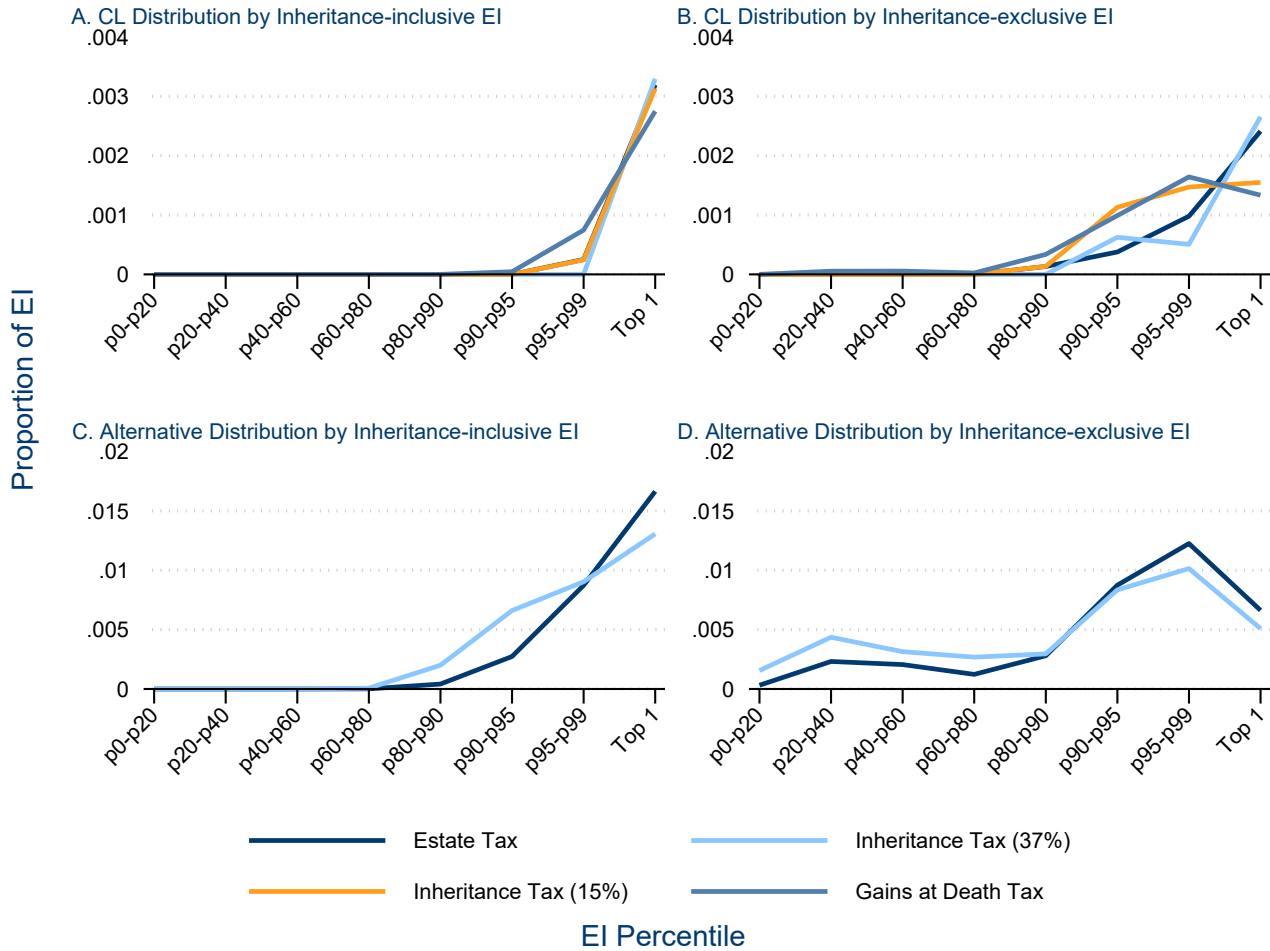 A. CL Distribution by Inheritance-inclusive EI
.004
.003
.002
.001
0
p0-p20
p20-p40
p40-p60
p60-p80
p80-p90
p90-p95
p95-p99
Top 1
B. CL Distribution by Inheritance-exclusive EI
.004
.003
.002
.001
0
p0-p20
p20-p40
p40-p60
p60-p80
p80-p90
p90-p95
p95-p99
Top 1
Proportion of EI
C. Alternative Distribution by Inheritance-inclusive EI
.02
.015
.01
.005
0
p0-p20
p20-p40
p40-p60
p60-p80
p80-p90
p90-p95
p95-p99
Top 1
D. Alternative Distribution by Inheritance-exclusive EI
.02
.015
.01
.005
0
p0-p20
p20-p40
p40-p60
p60-p80
p80-p90
p90-p95
p95-p99
Top 1
Estate Tax
Inheritance Tax (37%)
Inheritance Tax (15%)
Gains at Death Tax
EI Percentile